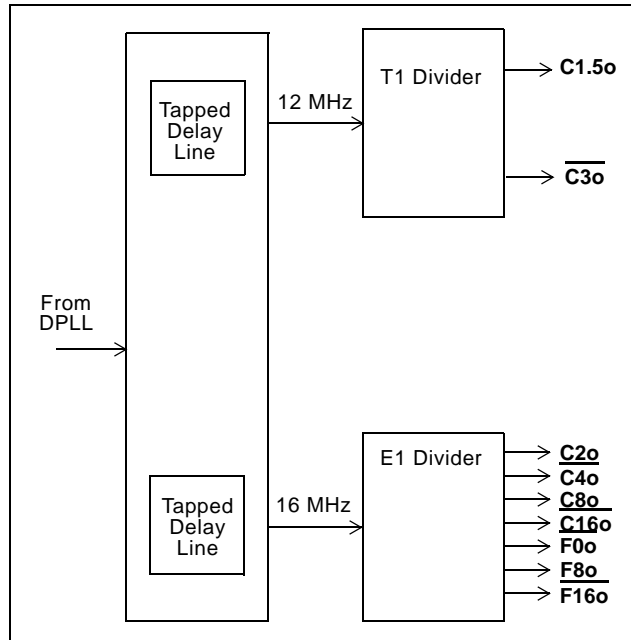 T1 Divider
C1.5o
Tapped
Delay
Line
12 MHz
C3o
From
DPLL
E1 Divider
C2o
C4o
C8o
C16o
F0o
F8o
F16o
Tapped
Delay
Line
16 MHz